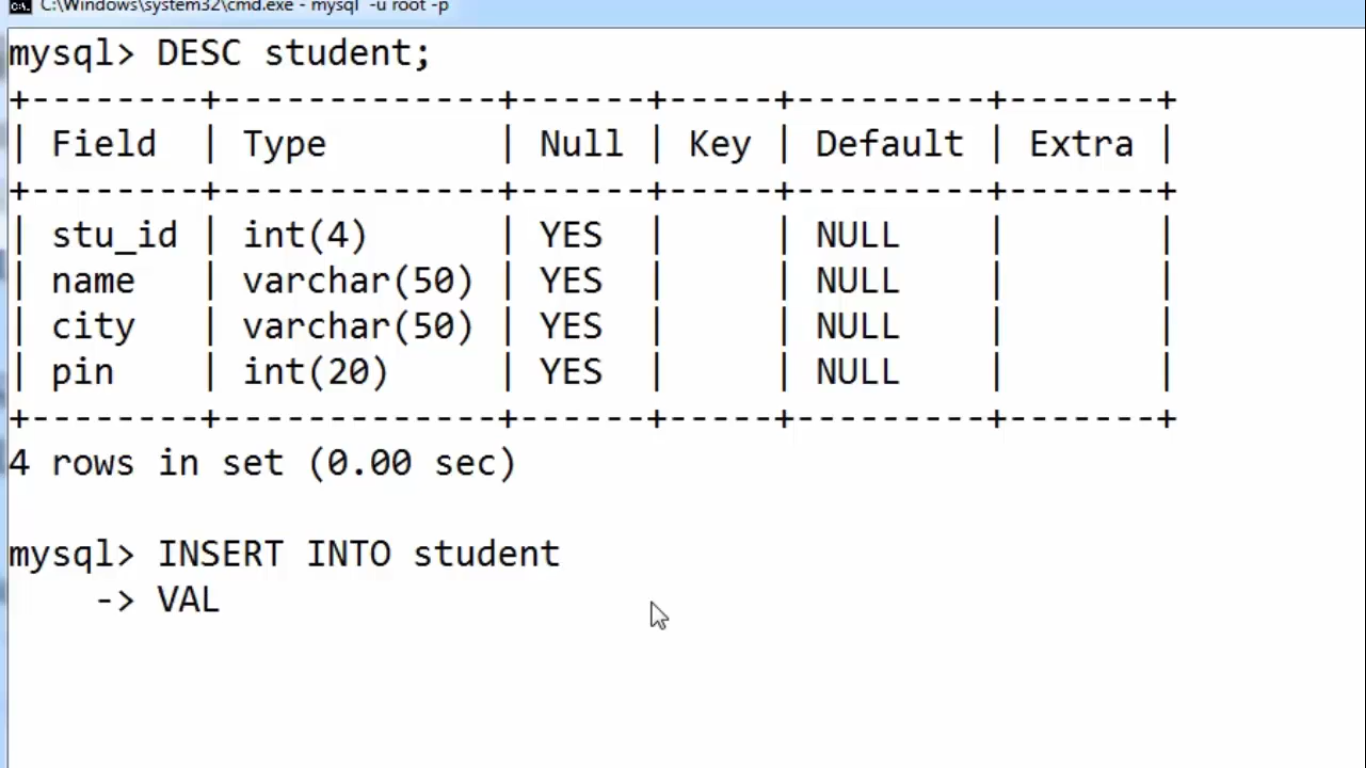 C:\Windows\system32\cmd.exe - mysql -u root -p
mysql> DESC student;
+--------+-------------+------+-----+---------+-------+
| Field  | Type        | Null | Key | Default | Extra |
+--------+-------------+------+-----+---------+-------+
| stu_id | int(4)      | YES  |     | NULL    |       |
| name   | varchar(50) | YES  |     | NULL    |       |
| city   | varchar(50) | YES  |     | NULL    |       |
| pin    | int(20)     | YES  |     | NULL    |       |
+--------+-------------+------+-----+---------+-------+
4 rows in set (0.00 sec)
mysql> INSERT INTO student
    -> VAL